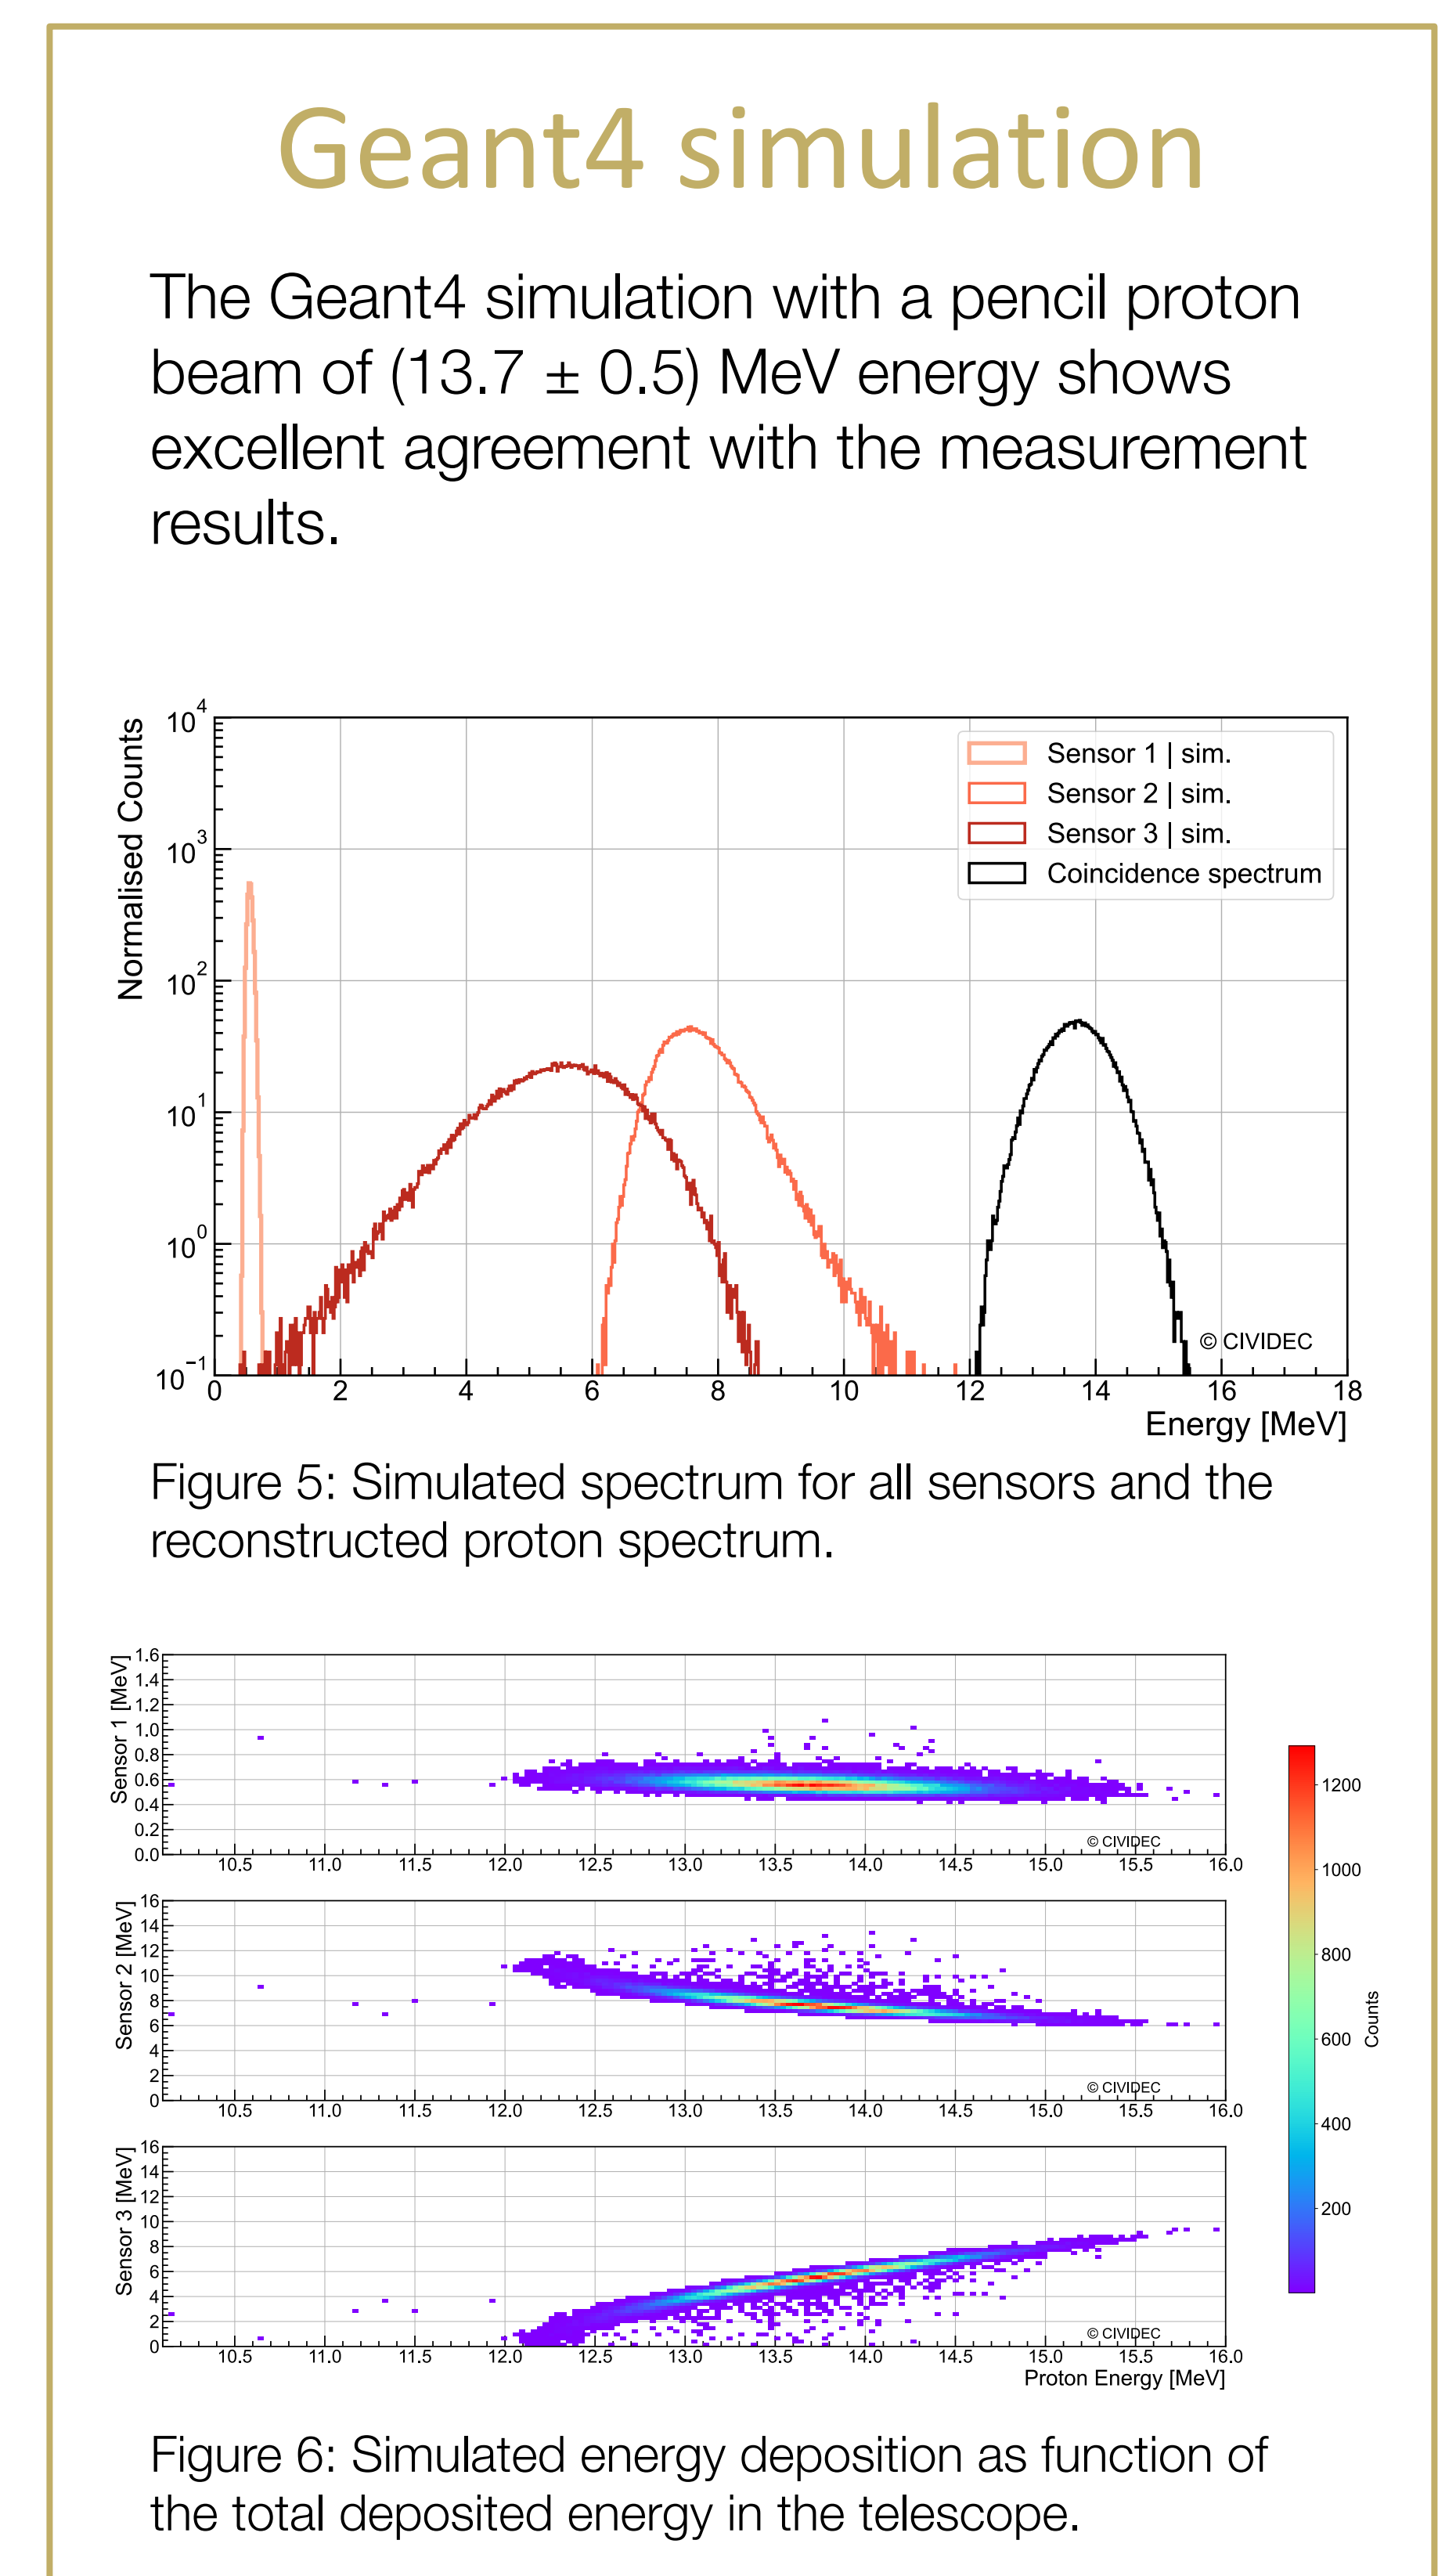 Geant4 simulation
The Geant4 simulation with a pencil proton
beam of (13.7 ± 0.5) MeV energy shows
excellent agreement with the measurement
results.
Normalised Counts
10^4
10^3
10^2
10^1
10^0
10^−1
Sensor 1 | sim.
Sensor 2 | sim.
Sensor 3 | sim.
Coincidence spectrum
© CIVIDEC
0 2 4 6 8 10 12 14 16 18
Energy [MeV]
Figure 5: Simulated spectrum for all sensors and the
reconstructed proton spectrum.
Sensor 1 [MeV]
1.6
1.4
1.2
1.0
0.8
0.6
0.4
0.2
0.0
© CIVIDEC
10.5 11.0 11.5 12.0 12.5 13.0 13.5 14.0 14.5 15.0 15.5 16.0
Sensor 2 [MeV]
16
14
12
10
8
6
4
2
0
© CIVIDEC
10.5 11.0 11.5 12.0 12.5 13.0 13.5 14.0 14.5 15.0 15.5 16.0
Sensor 3 [MeV]
16
14
12
10
8
6
4
2
0
© CIVIDEC
10.5 11.0 11.5 12.0 12.5 13.0 13.5 14.0 14.5 15.0 15.5 16.0
Proton Energy [MeV]
1200
1000
800
600
400
200
Counts
Figure 6: Simulated energy deposition as function of
the total deposited energy in the telescope.